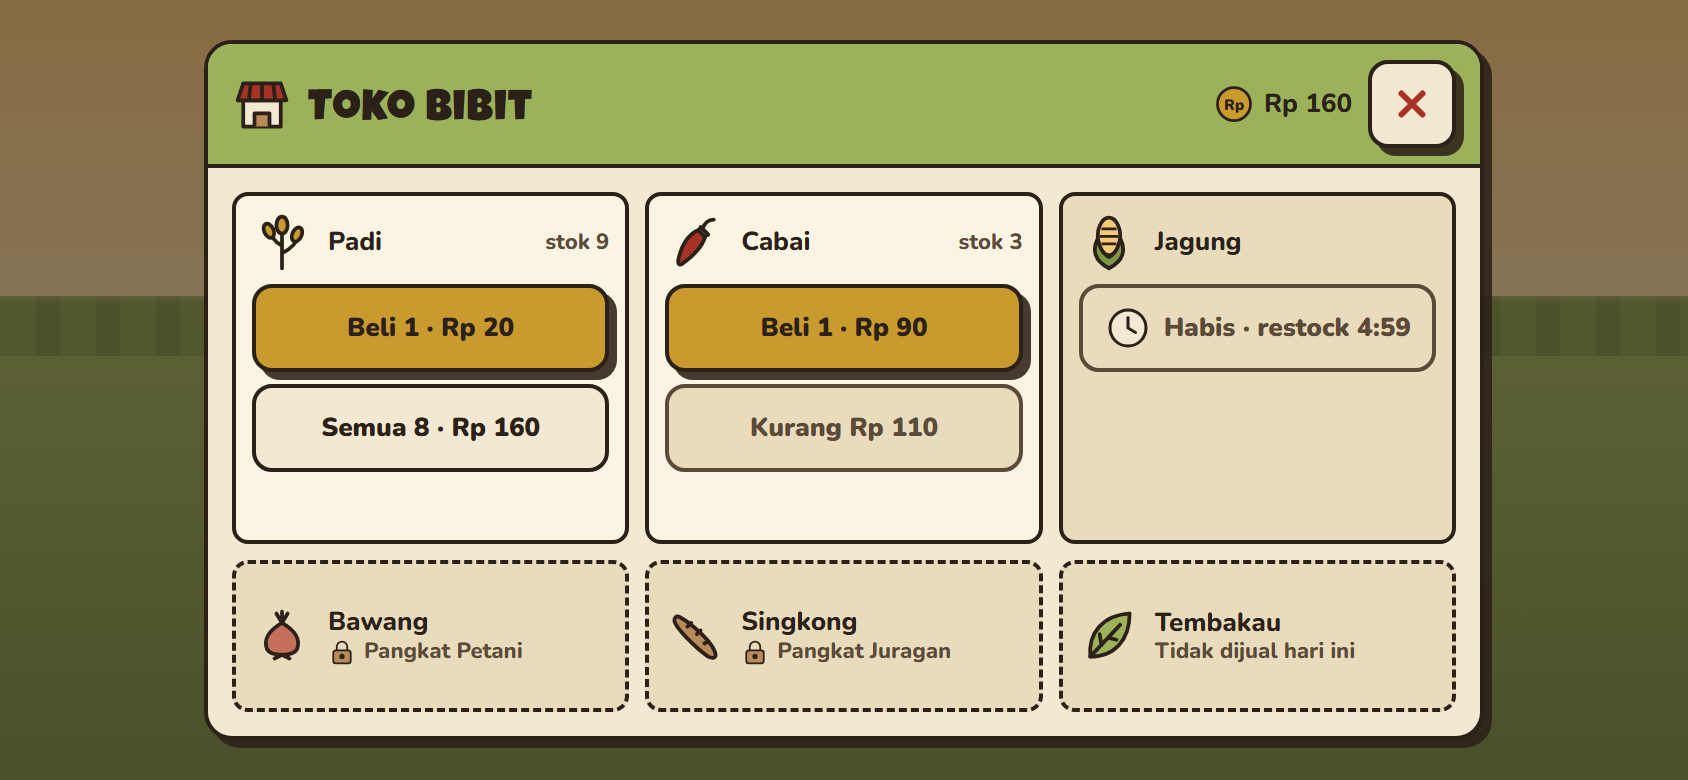 TOKO BIBIT
Rp
Rp 160
Padi
stok 9
Beli 1 · Rp 20
Semua 8 · Rp 160
Cabai
stok 3
Beli 1 · Rp 90
Kurang Rp 110
Jagung
Habis · restock 4:59
Bawang
Pangkat Petani
Singkong
Pangkat Juragan
Tembakau
Tidak dijual hari ini